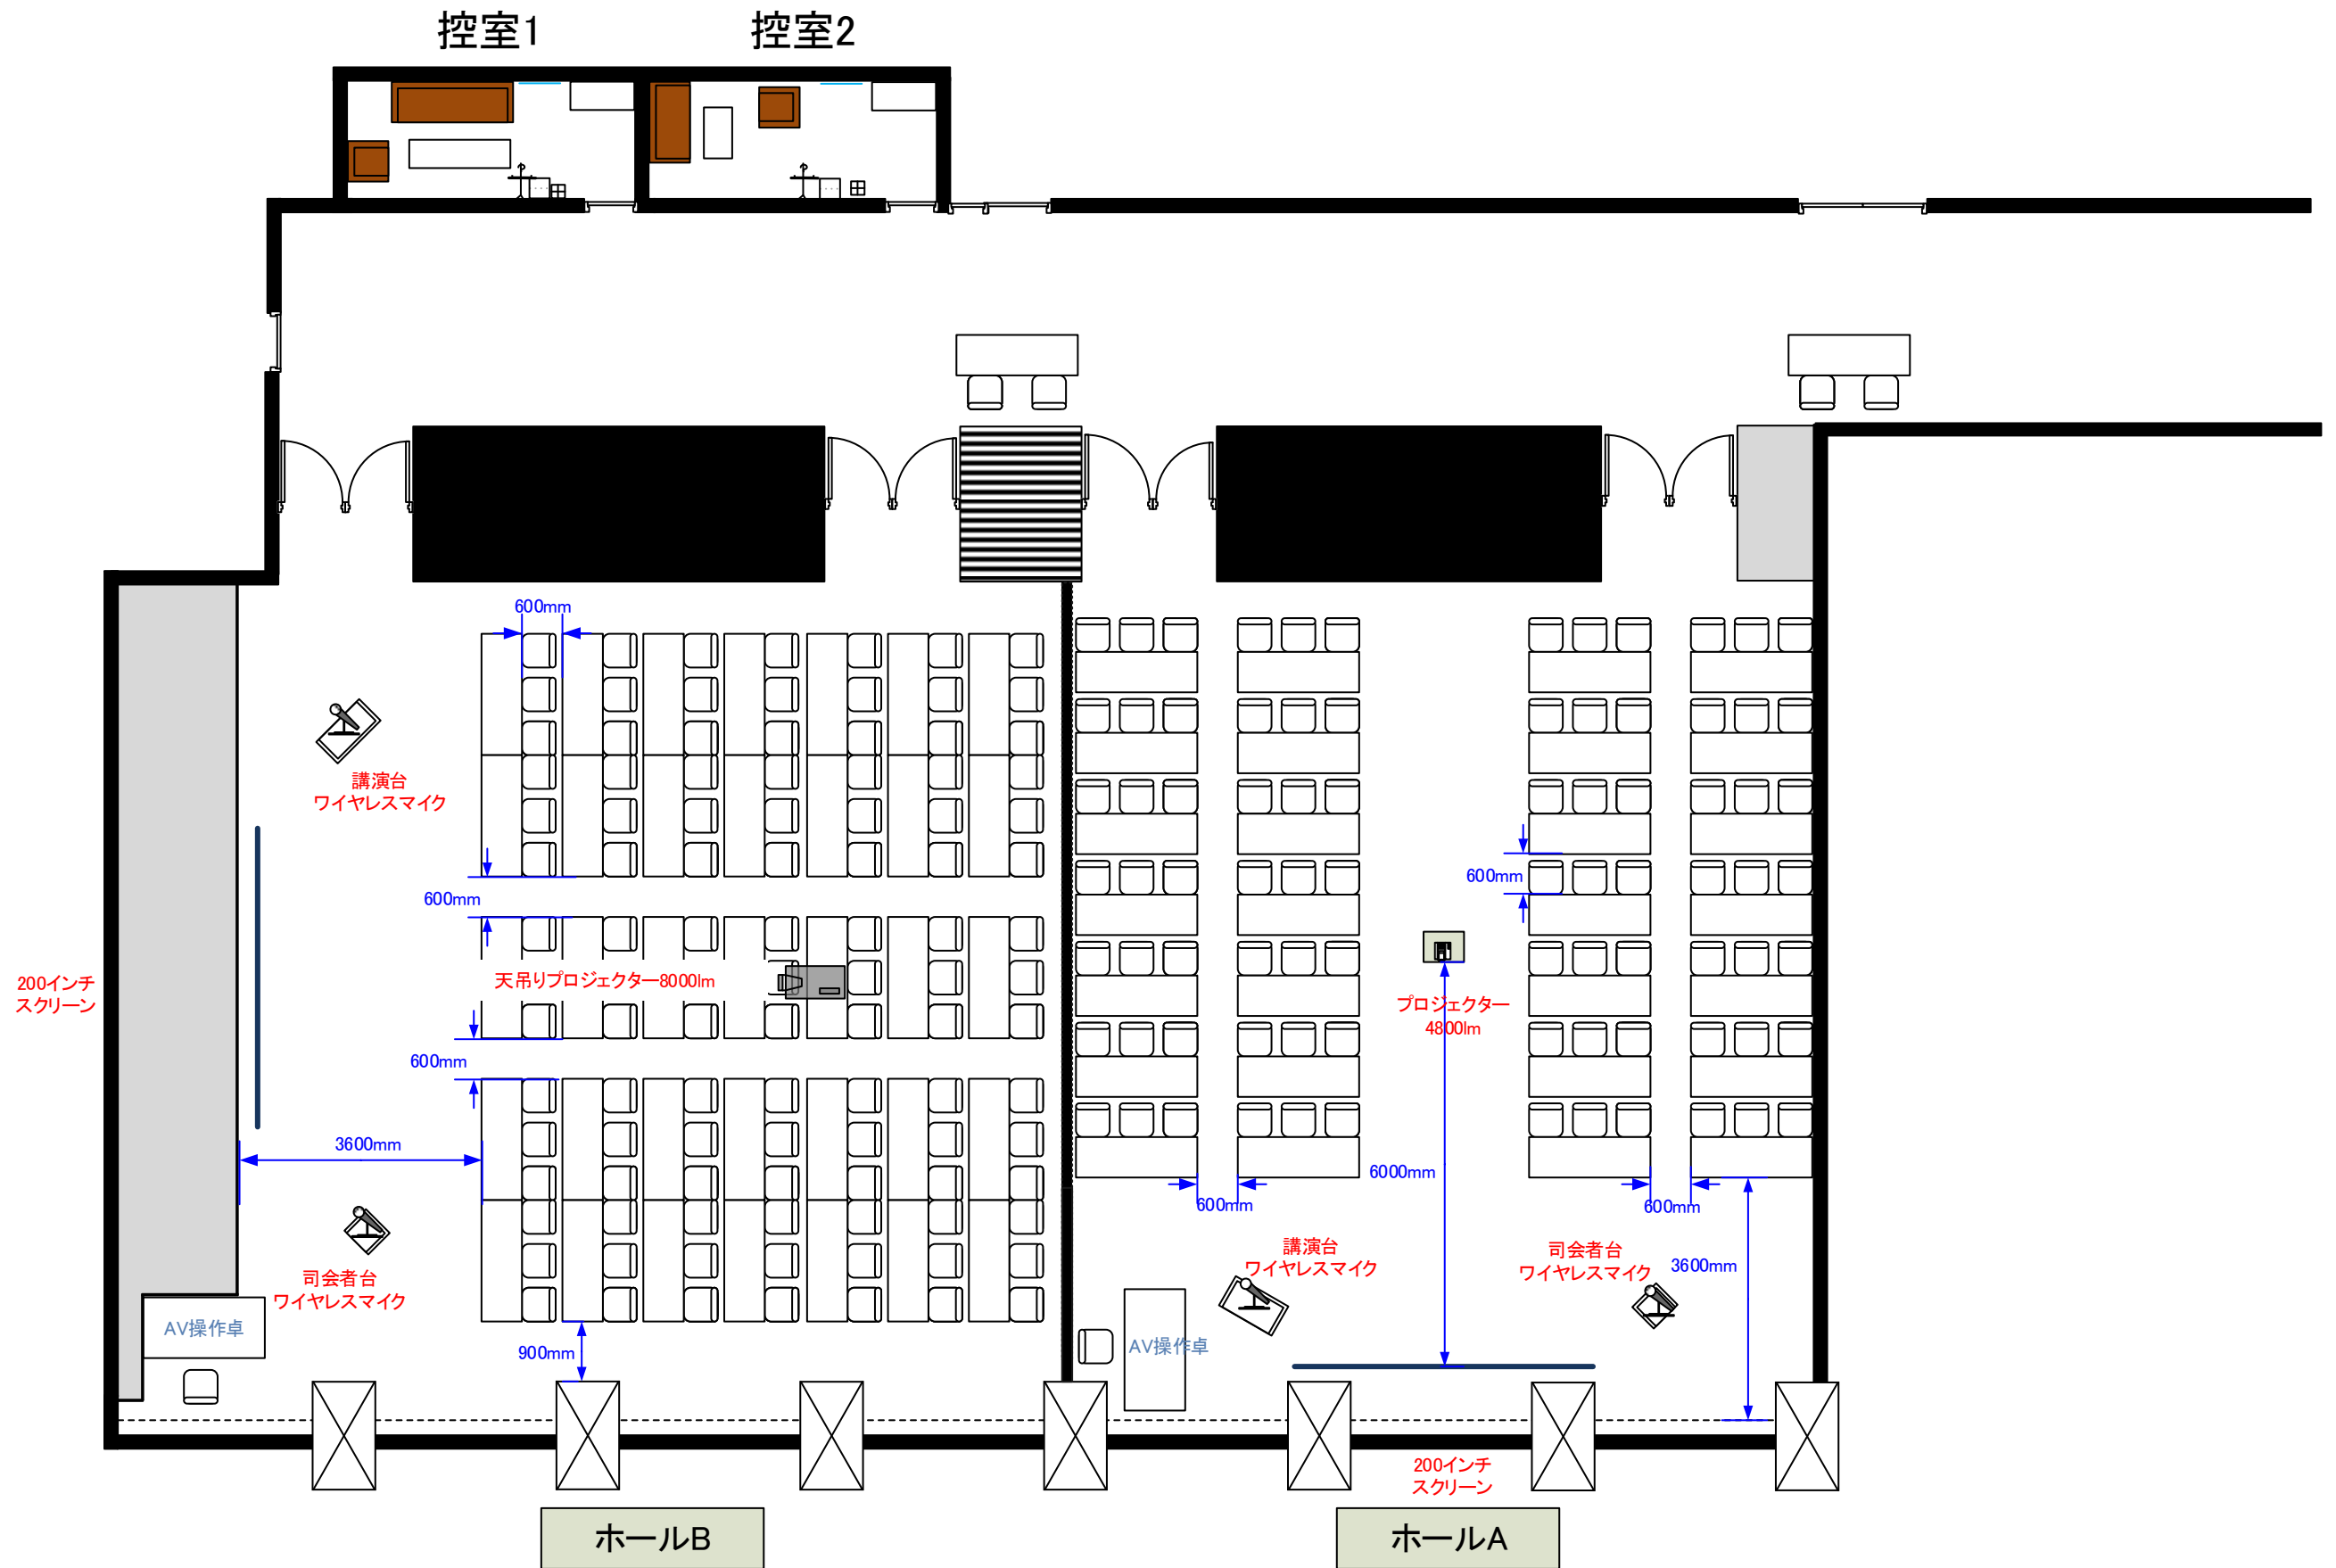 控室1
控室2
600mm
講演台
ワイヤレスマイク
600mm
600mm
200インチ
スクリーン
天吊りプロジェクター8000lm
プロジェクター
4800lm
600mm
3600mm
6000mm
600mm
600mm
講演台
ワイヤレスマイク
司会者台
ワイヤレスマイク
3600mm
司会者台
ワイヤレスマイク
AV操作卓
900mm
AV操作卓
200インチ
スクリーン
ホールB
ホールA